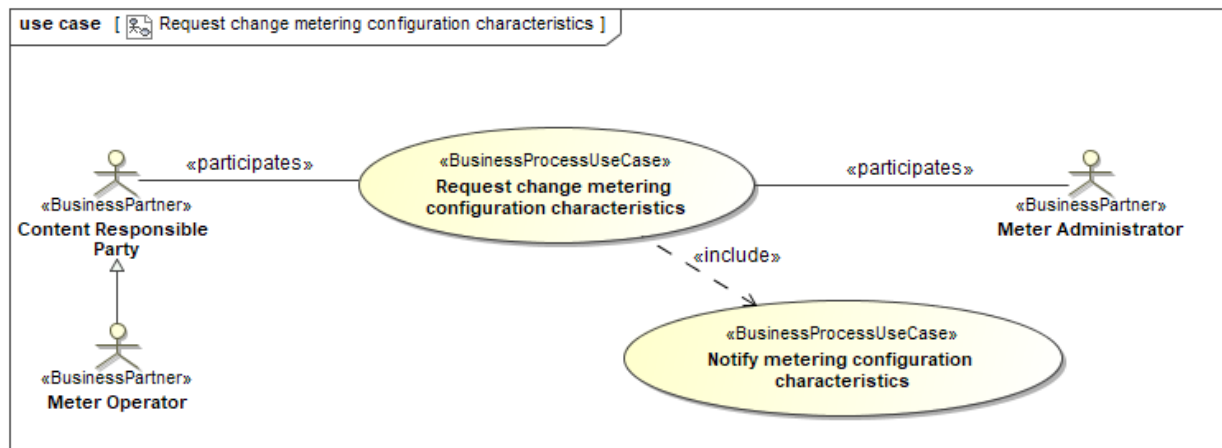 use case [ Request change metering configuration characteristics ]
«participates»
«BusinessProcessUseCase»
Request change metering
configuration characteristics
«participates»
«BusinessPartner»
Content Responsible
Party
«BusinessPartner»
Meter Administrator
«include»
«BusinessProcessUseCase»
Notify metering configuration
characteristics
«BusinessPartner»
Meter Operator